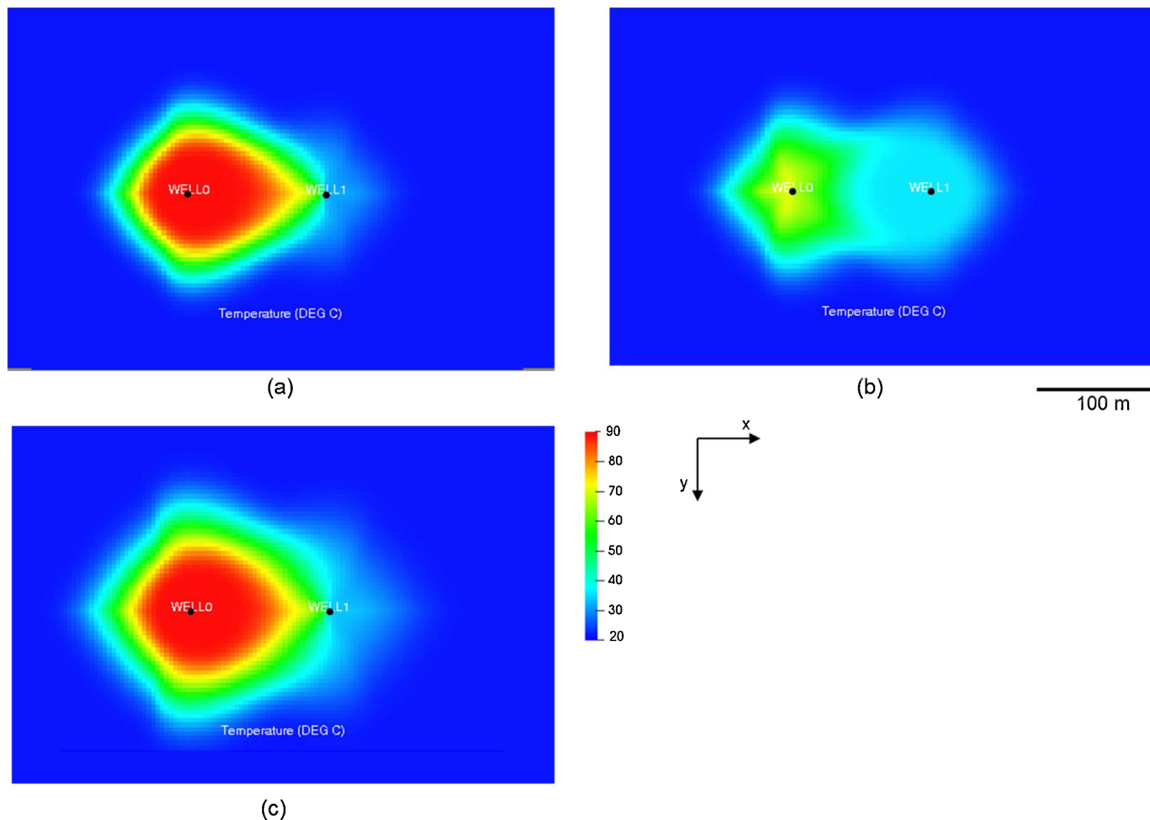 WELL0 WELL1
Temperature (DEG C)
(a)
WELL0 WELL1
Temperature (DEG C)
(b)
100 m
WELL0 WELL1
Temperature (DEG C)
(c)
90
80
70
60
50
40
30
20
x
y